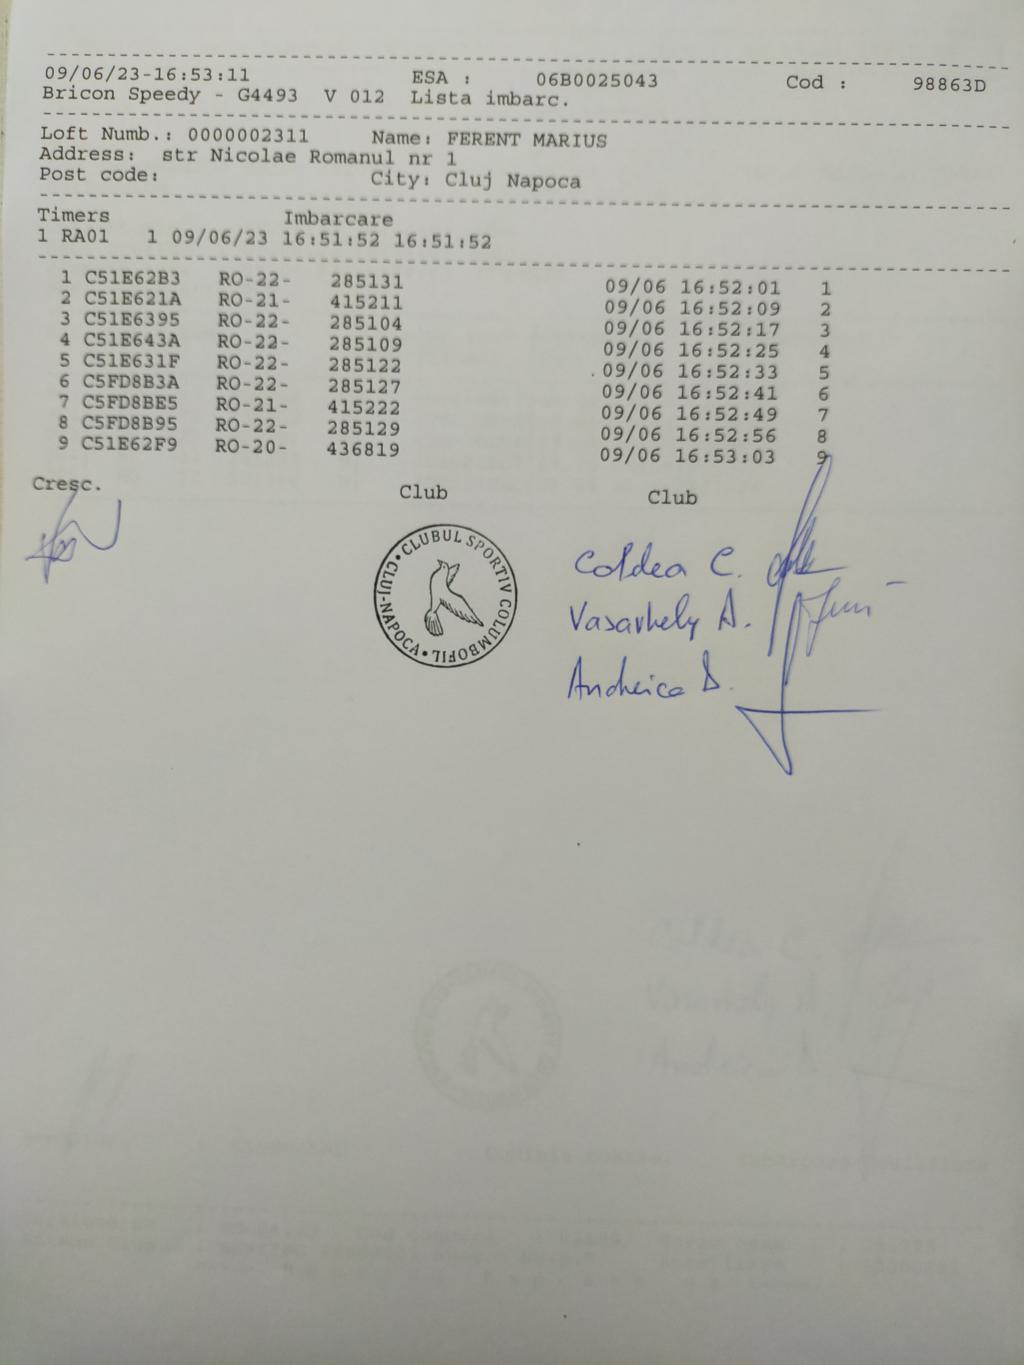 09/06/23-16:53:11 ESA : 06B0025043 Cod : 98863D
Bricon Speedy - G4493 V 012 Lista imbarc.
Loft Numb.: 0000002311 Name: FERENT MARIUS
Address: str Nicolae Romanul nr 1
Post code: City: Cluj Napoca
Timers Imbarcare
1 RA01 1 09/06/23 16:51:52 16:51:52
1 C51E62B3 RO-22- 285131 09/06 16:52:01 1
2 C51E621A RO-21- 415211 09/06 16:52:09 2
3 C51E6395 RO-22- 285104 09/06 16:52:17 3
4 C51E643A RO-22- 285109 09/06 16:52:25 4
5 C51E631F RO-22- 285122 09/06 16:52:33 5
6 C5FD8B3A RO-22- 285127 09/06 16:52:41 6
7 C5FD8BE5 RO-21- 415222 09/06 16:52:49 7
8 C5FD8B95 RO-22- 285129 09/06 16:52:56 8
9 C51E62F9 RO-20- 436819 09/06 16:53:03 9
Cresc. Club Club
CLUBUL SPORTIV COLUMBOFIL • CLUJ-NAPOCA •
Coldea C.
Vasarhely A.
Andreica D.